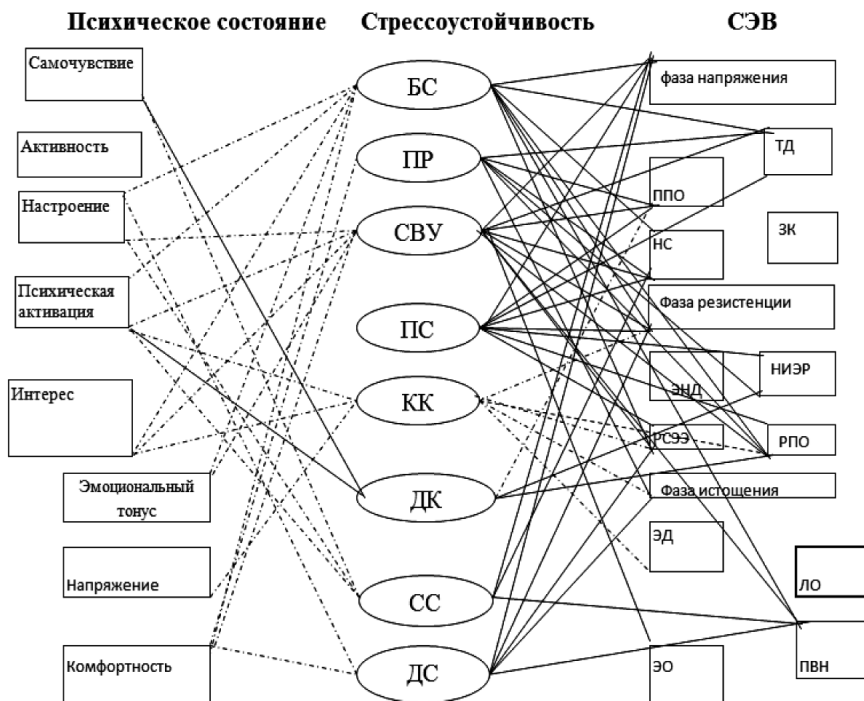 Психическое состояние
Стрессоустойчивость
СЭВ
Самочувствие
Активность
Настроение
Психическая
активация
Интерес
Эмоциональный
тонус
Напряжение
Комфортность
БС
ПР
СВУ
ПС
КК
ДК
СС
ДС
фаза напряжения
ТД
ППО
ЗК
НС
Фаза резистенции
НИЭР
ЭНД
РСЭЭ
РПО
Фаза истощения
ЭД
ЛО
ЭО
ПВН